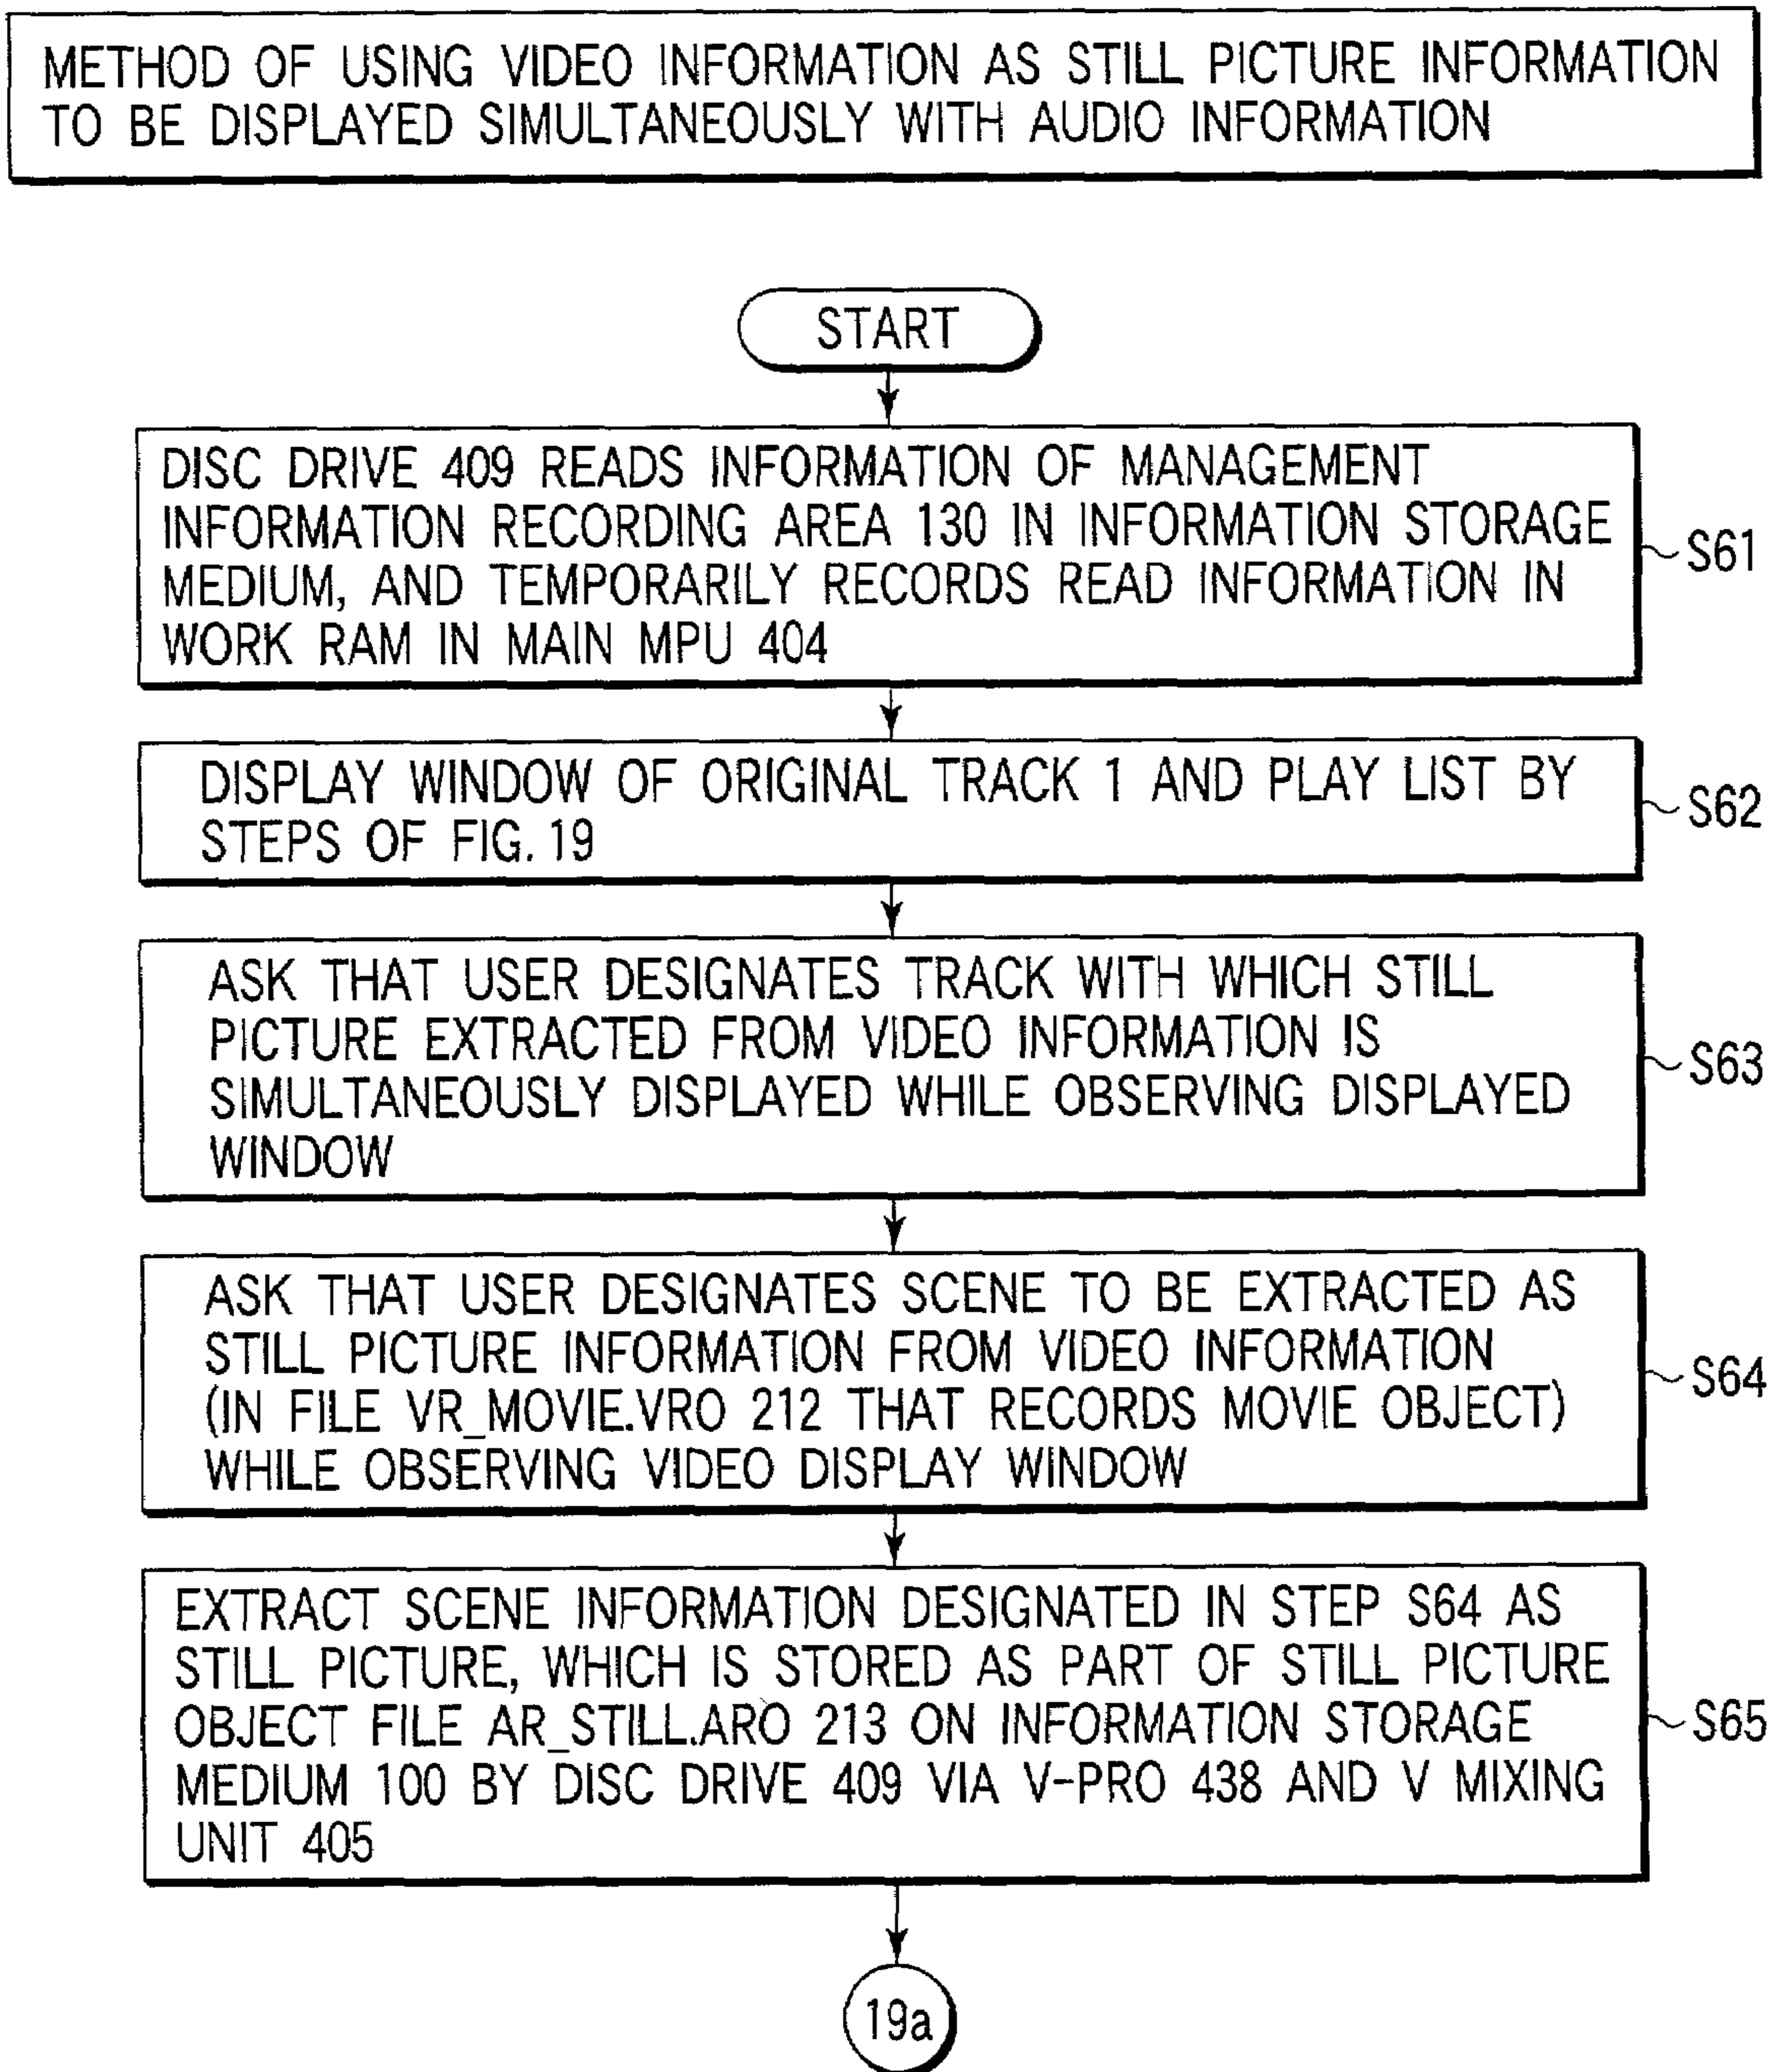 METHOD OF USING VIDEO INFORMATION AS STILL PICTURE INFORMATION
TO BE DISPLAYED SIMULTANEOUSLY WITH AUDIO INFORMATION
START
DISC DRIVE 409 READS INFORMATION OF MANAGEMENT
INFORMATION RECORDING AREA 130 IN INFORMATION STORAGE
MEDIUM, AND TEMPORARILY RECORDS READ INFORMATION IN
WORK RAM IN MAIN MPU 404
S61
DISPLAY WINDOW OF ORIGINAL TRACK 1 AND PLAY LIST BY
STEPS OF FIG. 19
S62
ASK THAT USER DESIGNATES TRACK WITH WHICH STILL
PICTURE EXTRACTED FROM VIDEO INFORMATION IS
SIMULTANEOUSLY DISPLAYED WHILE OBSERVING DISPLAYED
WINDOW
S63
ASK THAT USER DESIGNATES SCENE TO BE EXTRACTED AS
STILL PICTURE INFORMATION FROM VIDEO INFORMATION
(IN FILE VR_MOVIE.VRO 212 THAT RECORDS MOVIE OBJECT)
WHILE OBSERVING VIDEO DISPLAY WINDOW
S64
EXTRACT SCENE INFORMATION DESIGNATED IN STEP S64 AS
STILL PICTURE, WHICH IS STORED AS PART OF STILL PICTURE
OBJECT FILE AR_STILL.ARO 213 ON INFORMATION STORAGE
MEDIUM 100 BY DISC DRIVE 409 VIA V-PRO 438 AND V MIXING
UNIT 405
S65
19a